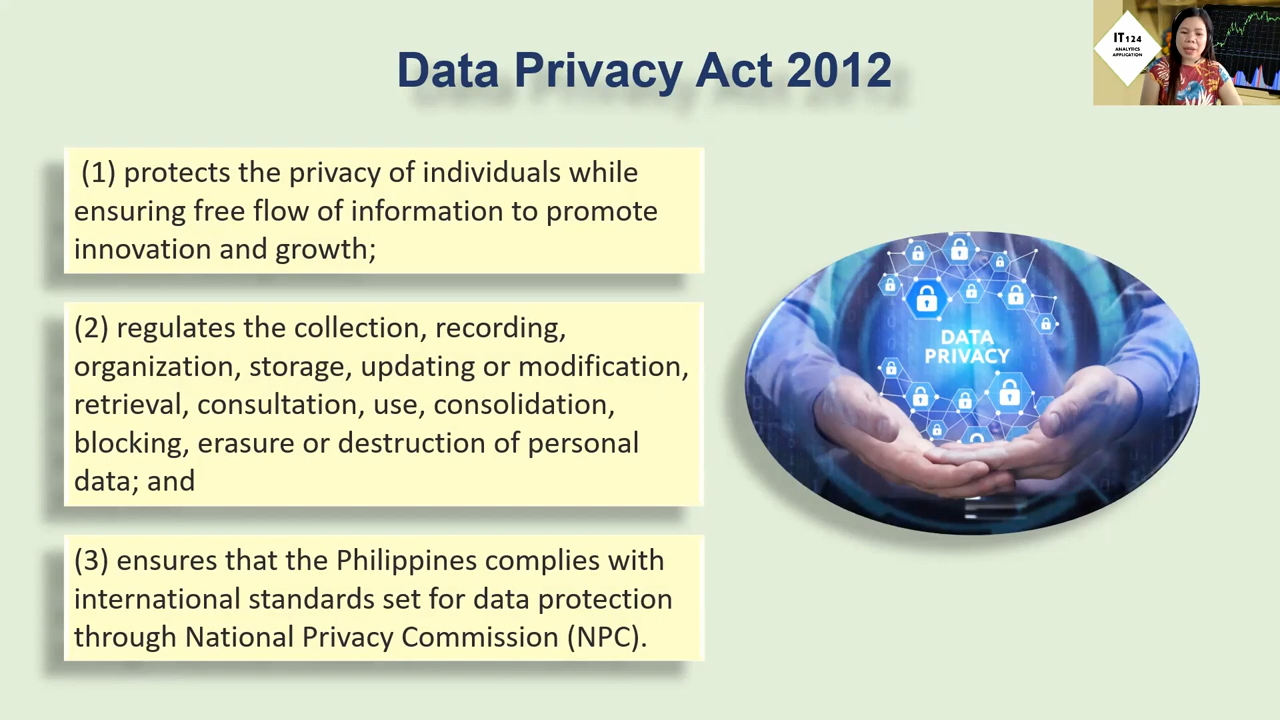 Data Privacy Act 2012
IT 124
ANALYTICS
APPLICATION
(1) protects the privacy of individuals while
ensuring free flow of information to promote
innovation and growth;
(2) regulates the collection, recording,
organization, storage, updating or modification,
retrieval, consultation, use, consolidation,
blocking, erasure or destruction of personal
data; and
(3) ensures that the Philippines complies with
international standards set for data protection
through National Privacy Commission (NPC).
DATA
PRIVACY